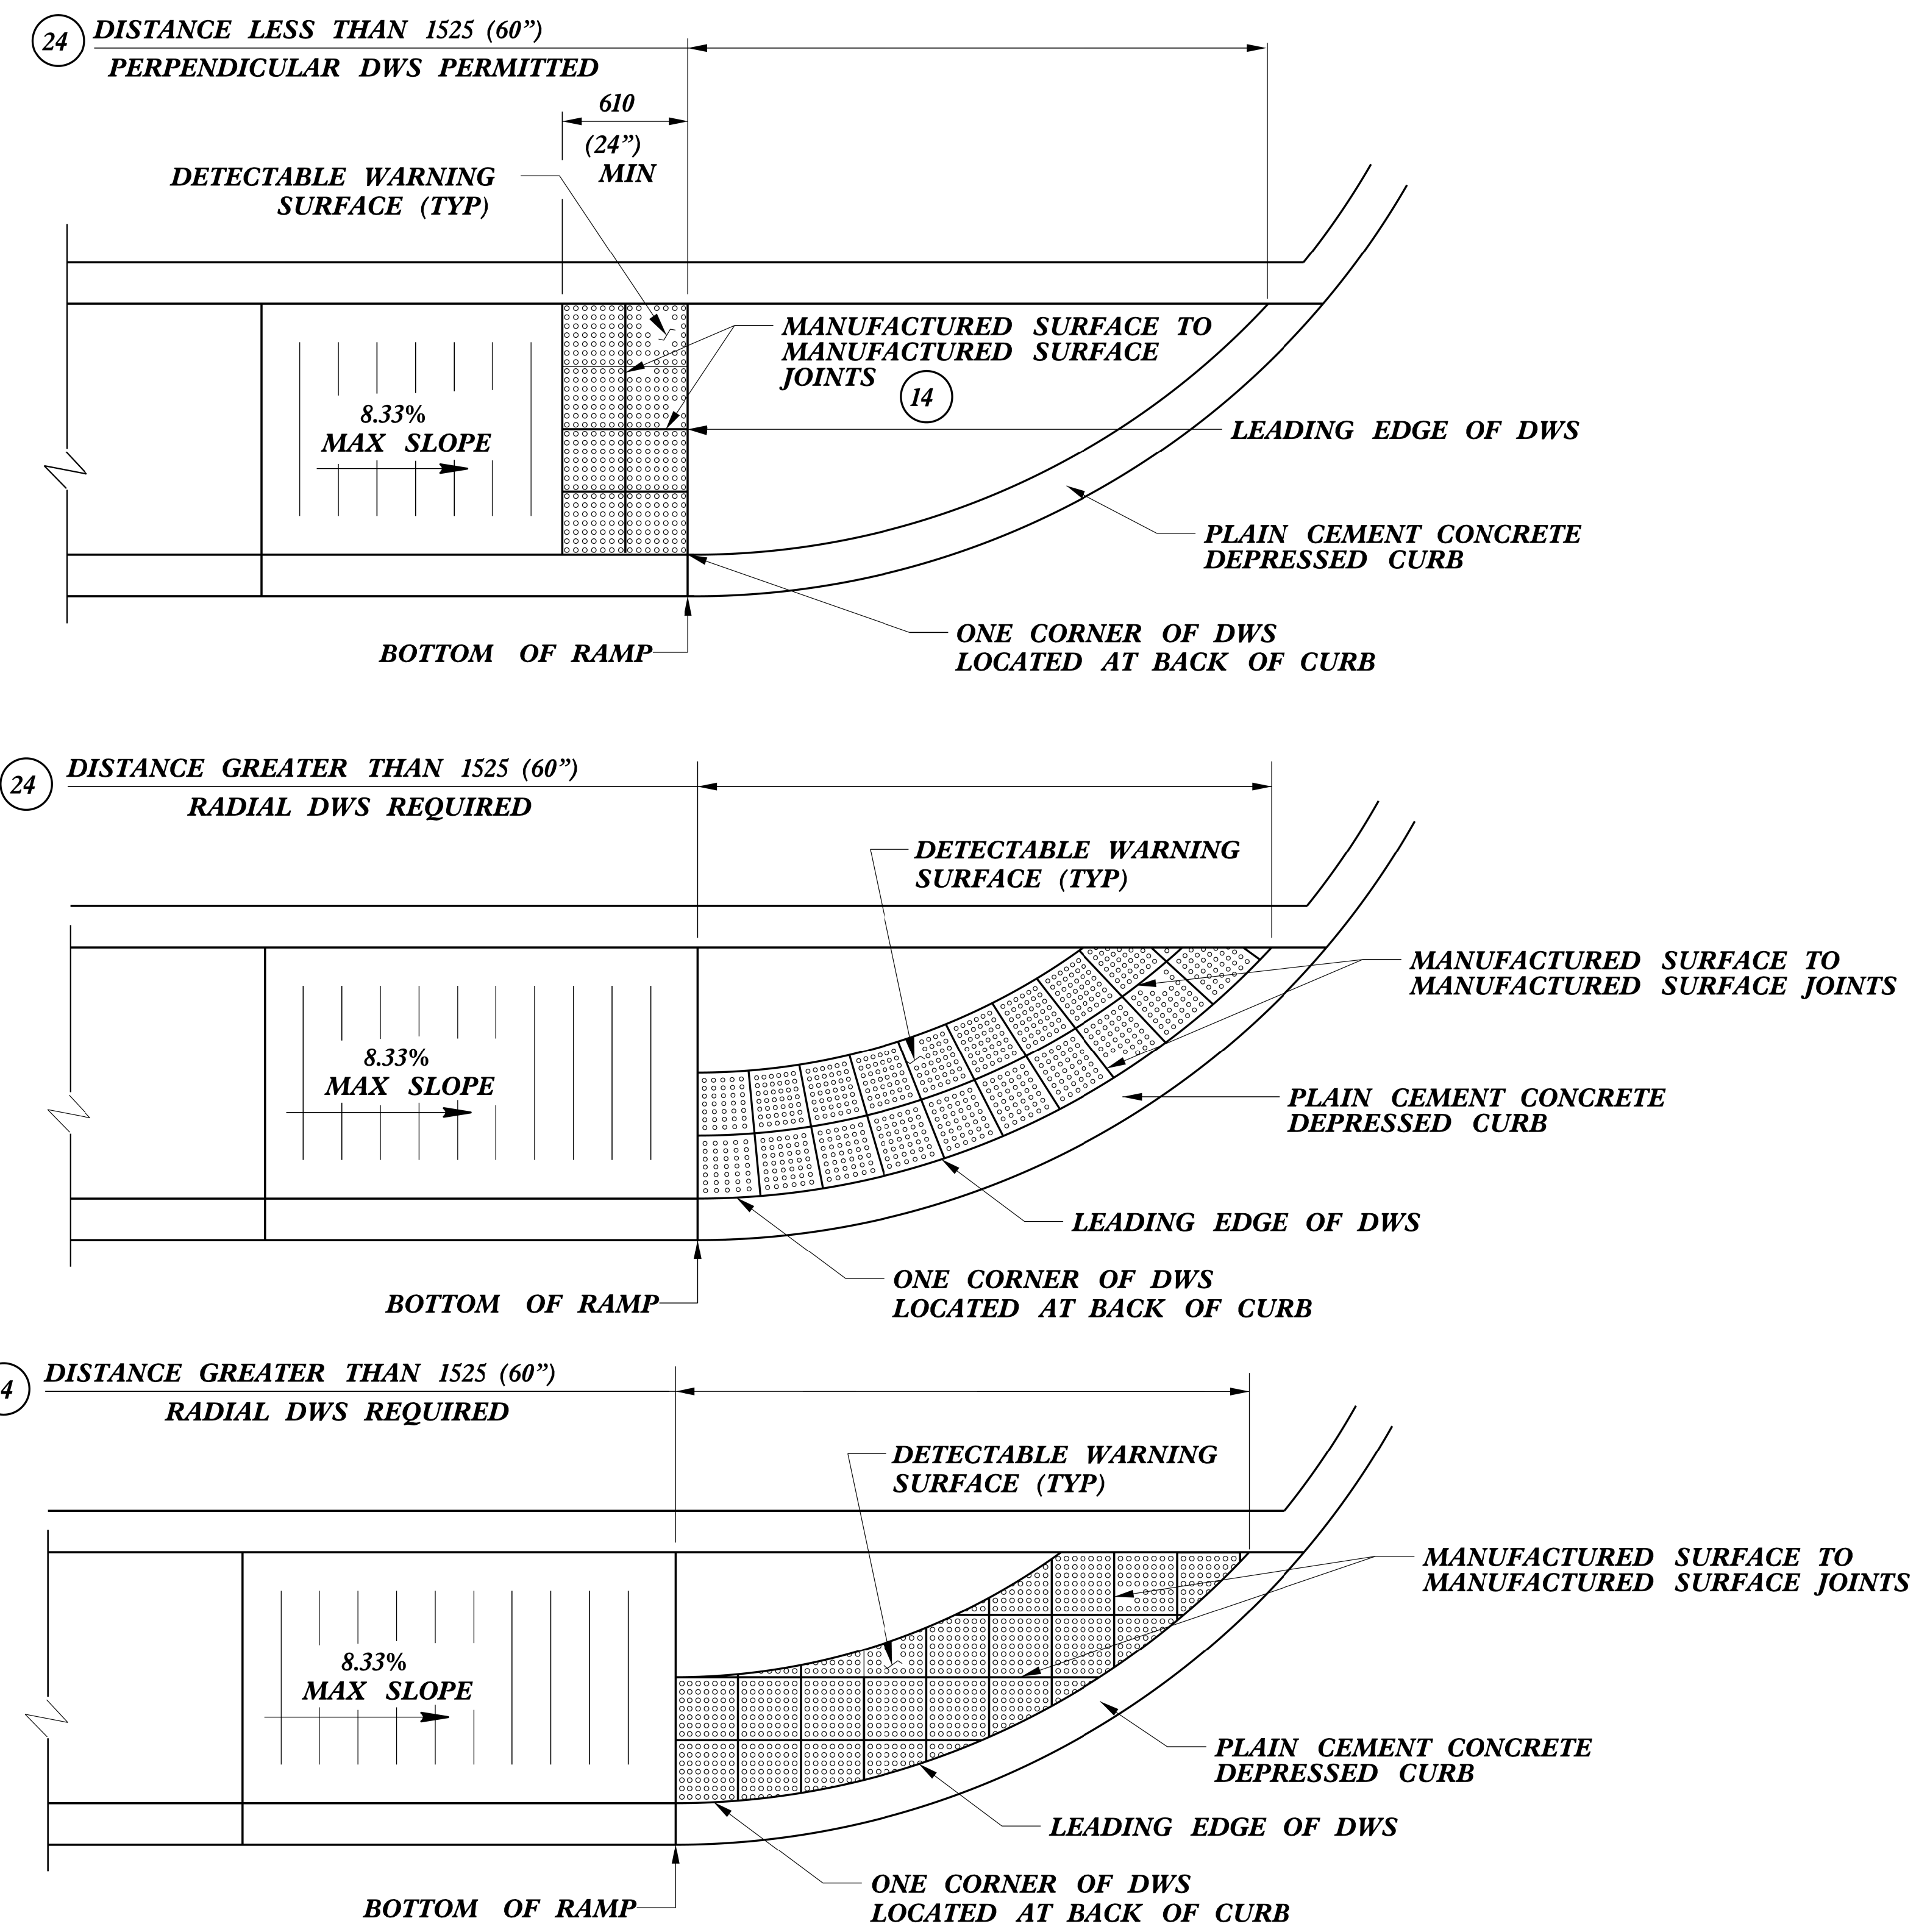 24
DISTANCE LESS THAN 1525 (60”)
PERPENDICULAR DWS PERMITTED
610
(24”)
MIN
DETECTABLE WARNING
SURFACE (TYP)
MANUFACTURED SURFACE TO
MANUFACTURED SURFACE
JOINTS
14
8.33%
MAX SLOPE
LEADING EDGE OF DWS
PLAIN CEMENT CONCRETE
DEPRESSED CURB
ONE CORNER OF DWS
LOCATED AT BACK OF CURB
BOTTOM OF RAMP
24
DISTANCE GREATER THAN 1525 (60”)
RADIAL DWS REQUIRED
DETECTABLE WARNING
SURFACE (TYP)
MANUFACTURED SURFACE TO
MANUFACTURED SURFACE JOINTS
8.33%
MAX SLOPE
PLAIN CEMENT CONCRETE
DEPRESSED CURB
LEADING EDGE OF DWS
ONE CORNER OF DWS
LOCATED AT BACK OF CURB
BOTTOM OF RAMP
4
DISTANCE GREATER THAN 1525 (60”)
RADIAL DWS REQUIRED
DETECTABLE WARNING
SURFACE (TYP)
MANUFACTURED SURFACE TO
MANUFACTURED SURFACE JOINTS
8.33%
MAX SLOPE
PLAIN CEMENT CONCRETE
DEPRESSED CURB
LEADING EDGE OF DWS
ONE CORNER OF DWS
LOCATED AT BACK OF CURB
BOTTOM OF RAMP